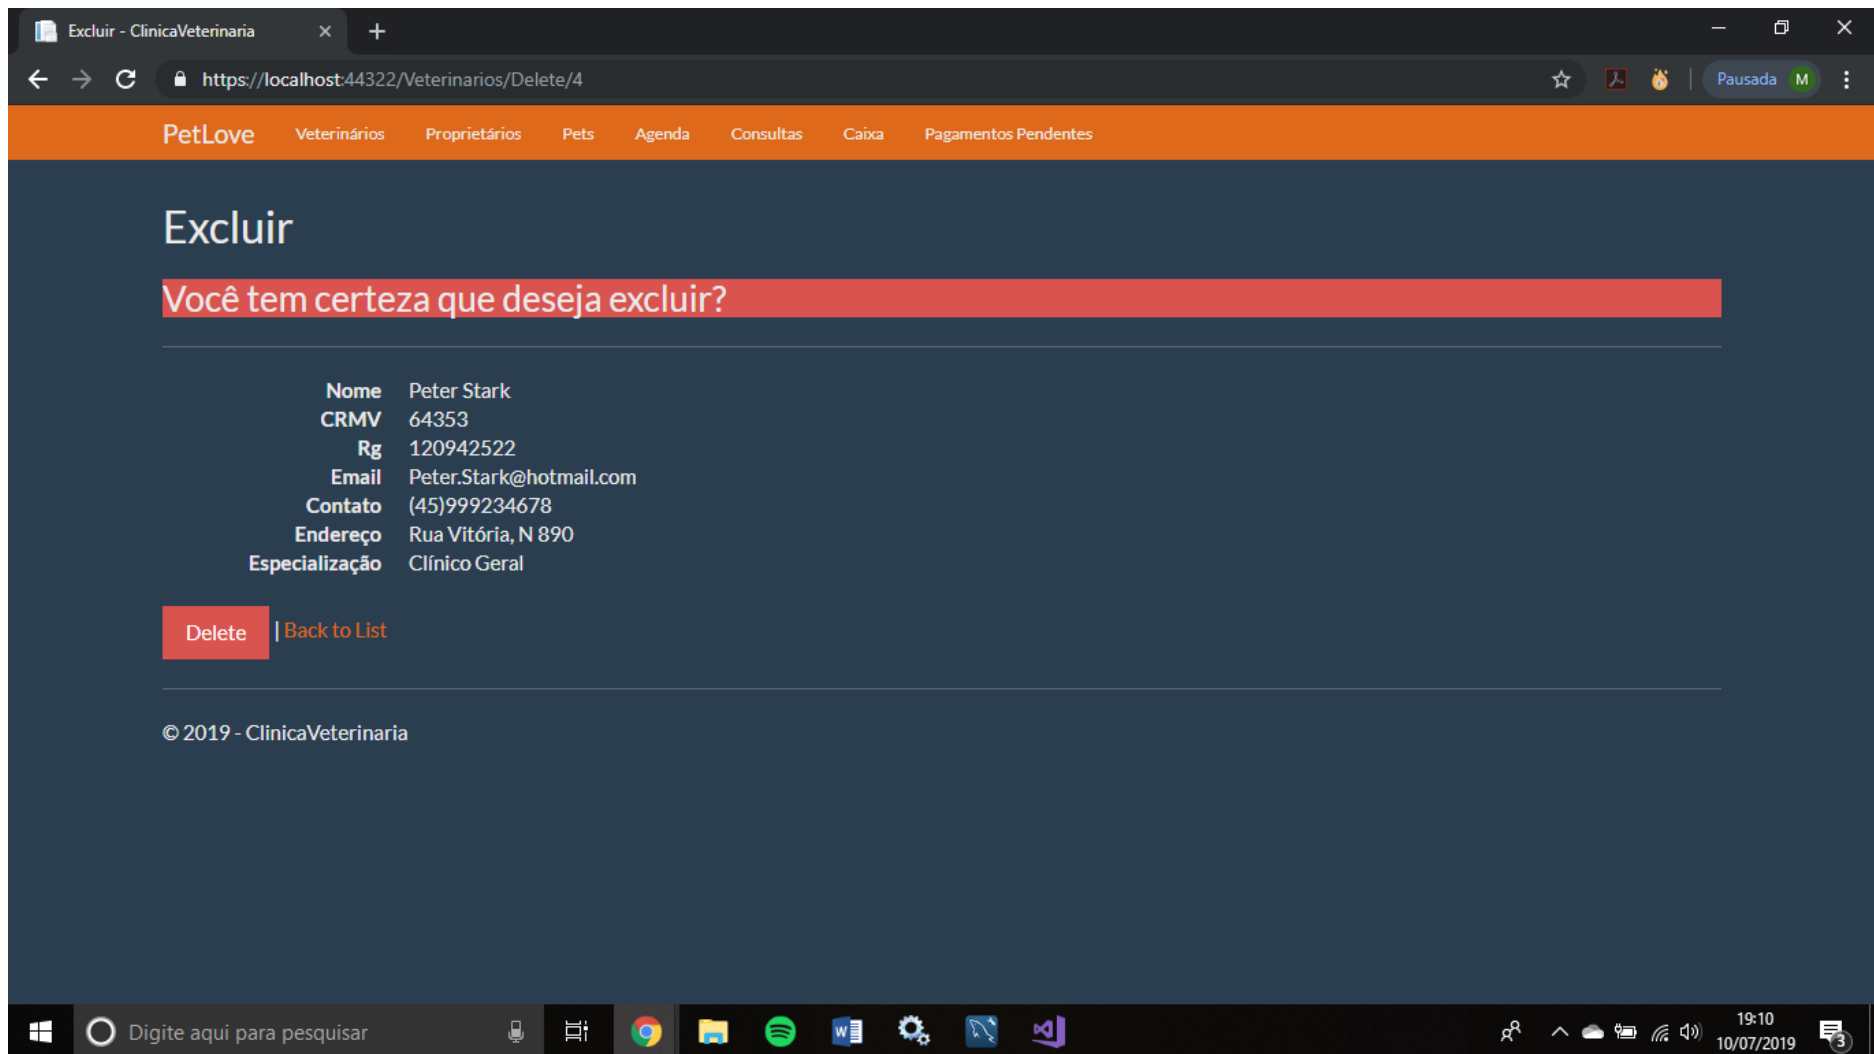 Excluir - ClinicaVeterinaria
https://localhost:44322/Veterinarios/Delete/4
Pausada M
PetLove Veterinários Proprietários Pets Agenda Consultas Caixa Pagamentos Pendentes
Excluir
Você tem certeza que deseja excluir?
Nome Peter Stark
CRMV 64353
Rg 120942522
Email Peter.Stark@hotmail.com
Contato (45)999234678
Endereço Rua Vitória, N 890
Especialização Clínico Geral
Delete | Back to List
© 2019 - ClinicaVeterinaria
Digite aqui para pesquisar
19:10
10/07/2019
3